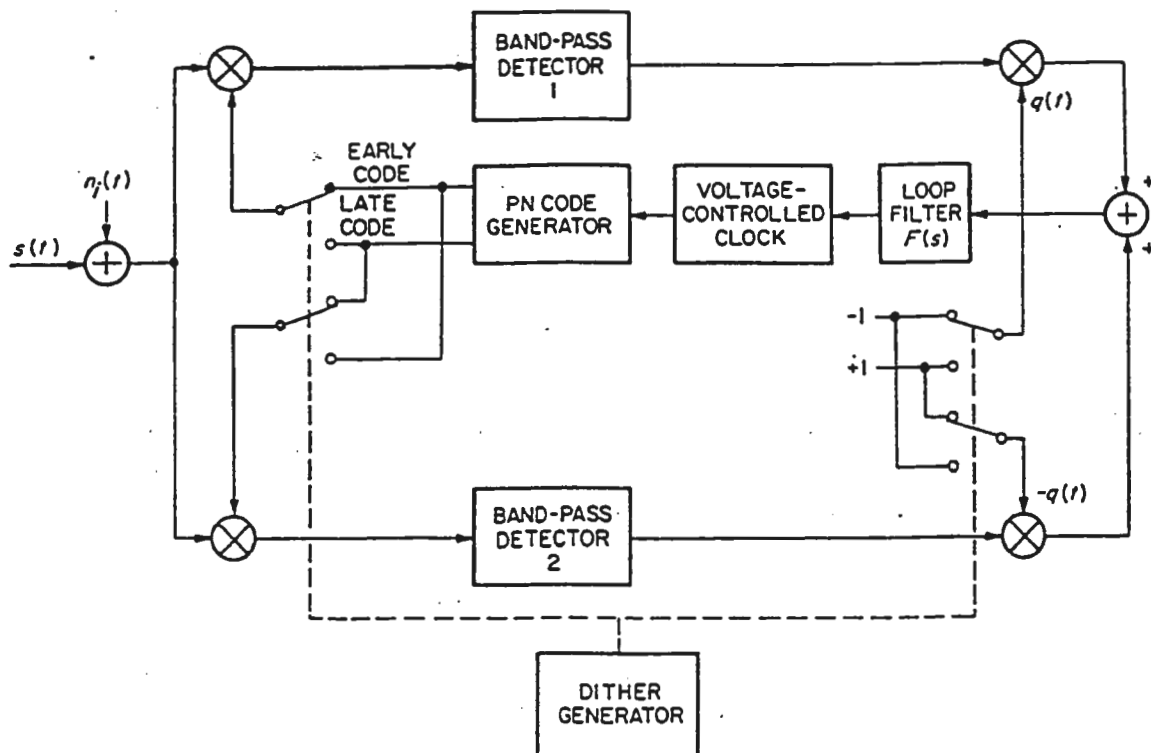 BAND-PASS
DETECTOR
1
q(t)
n_i(t)
EARLY
CODE
LATE
CODE
PN CODE
GENERATOR
VOLTAGE-
CONTROLLED
CLOCK
LOOP
FILTER
F(s)
+
+
+
s(t)
+
-1
+1
BAND-PASS
DETECTOR
2
-q(t)
DITHER
GENERATOR